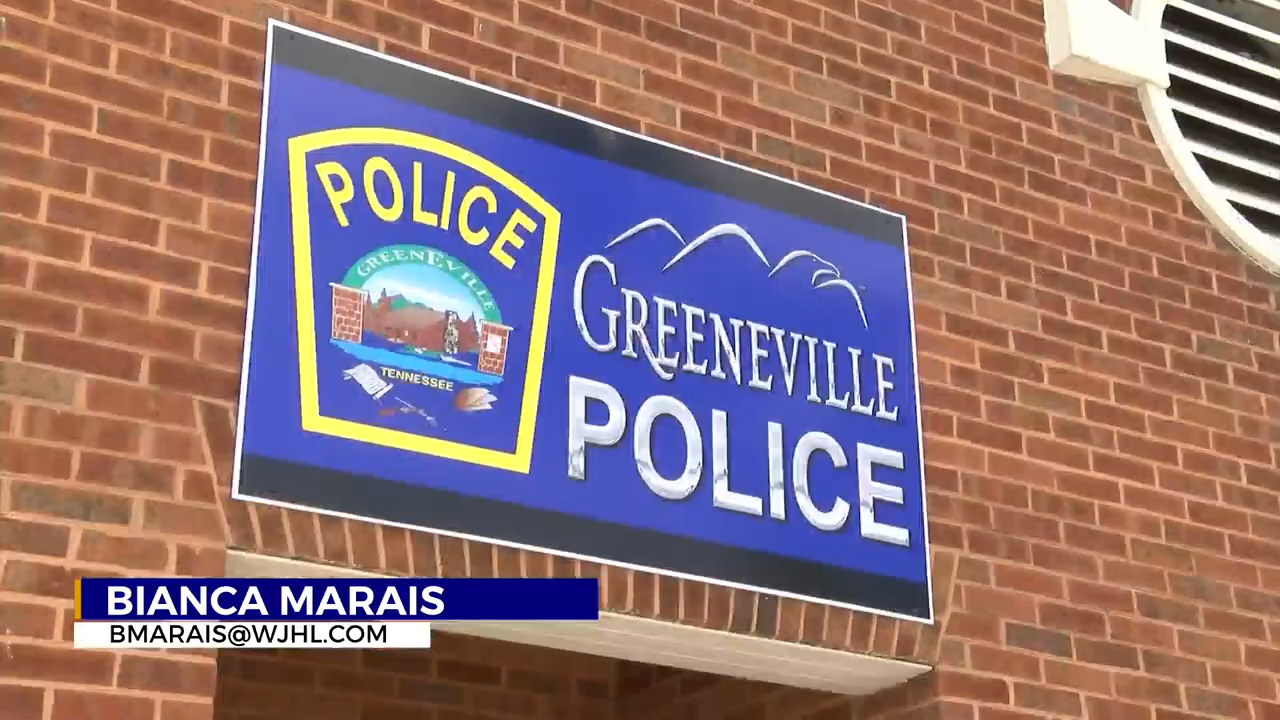 POLICE
GREENEVILLE
TENNESSEE
GREENEVILLE
POLICE
BIANCA MARAIS
BMARAIS@WJHL.COM